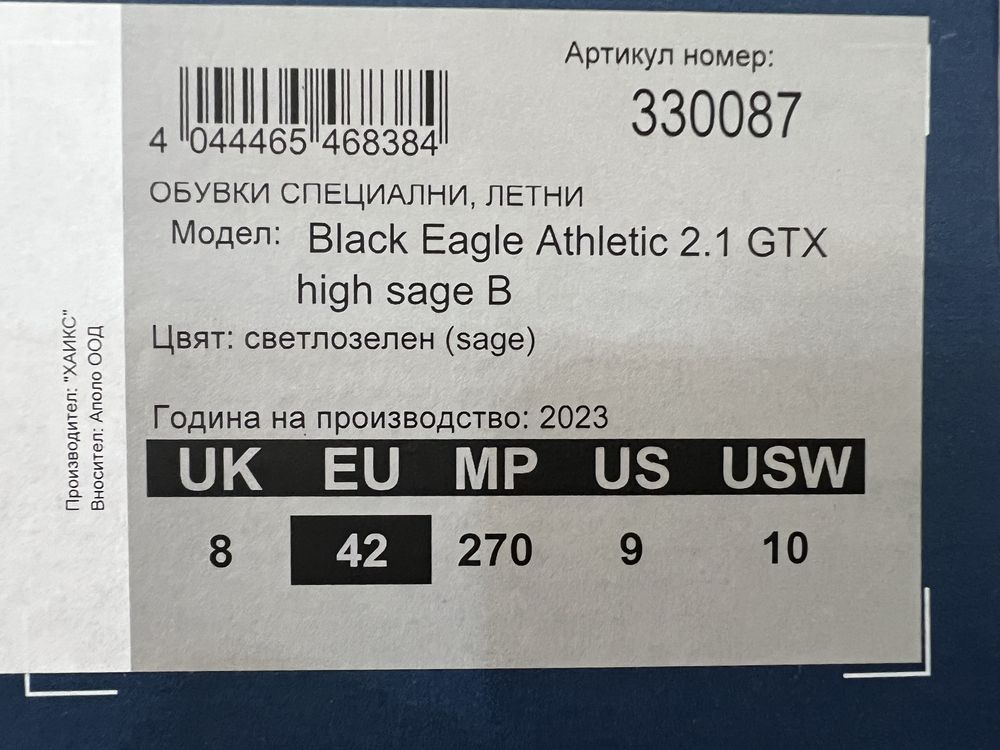 Артикул номер:
330087
4 044465 468384
ОБУВКИ СПЕЦИАЛНИ, ЛЕТНИ
Модел: Black Eagle Athletic 2.1 GTX
high sage B
Цвят: светлозелен (sage)
Година на производство: 2023
UK EU MP US USW
8 42 270 9 10
Производител: "ХАИКС"
Вносител: Аполо ООД